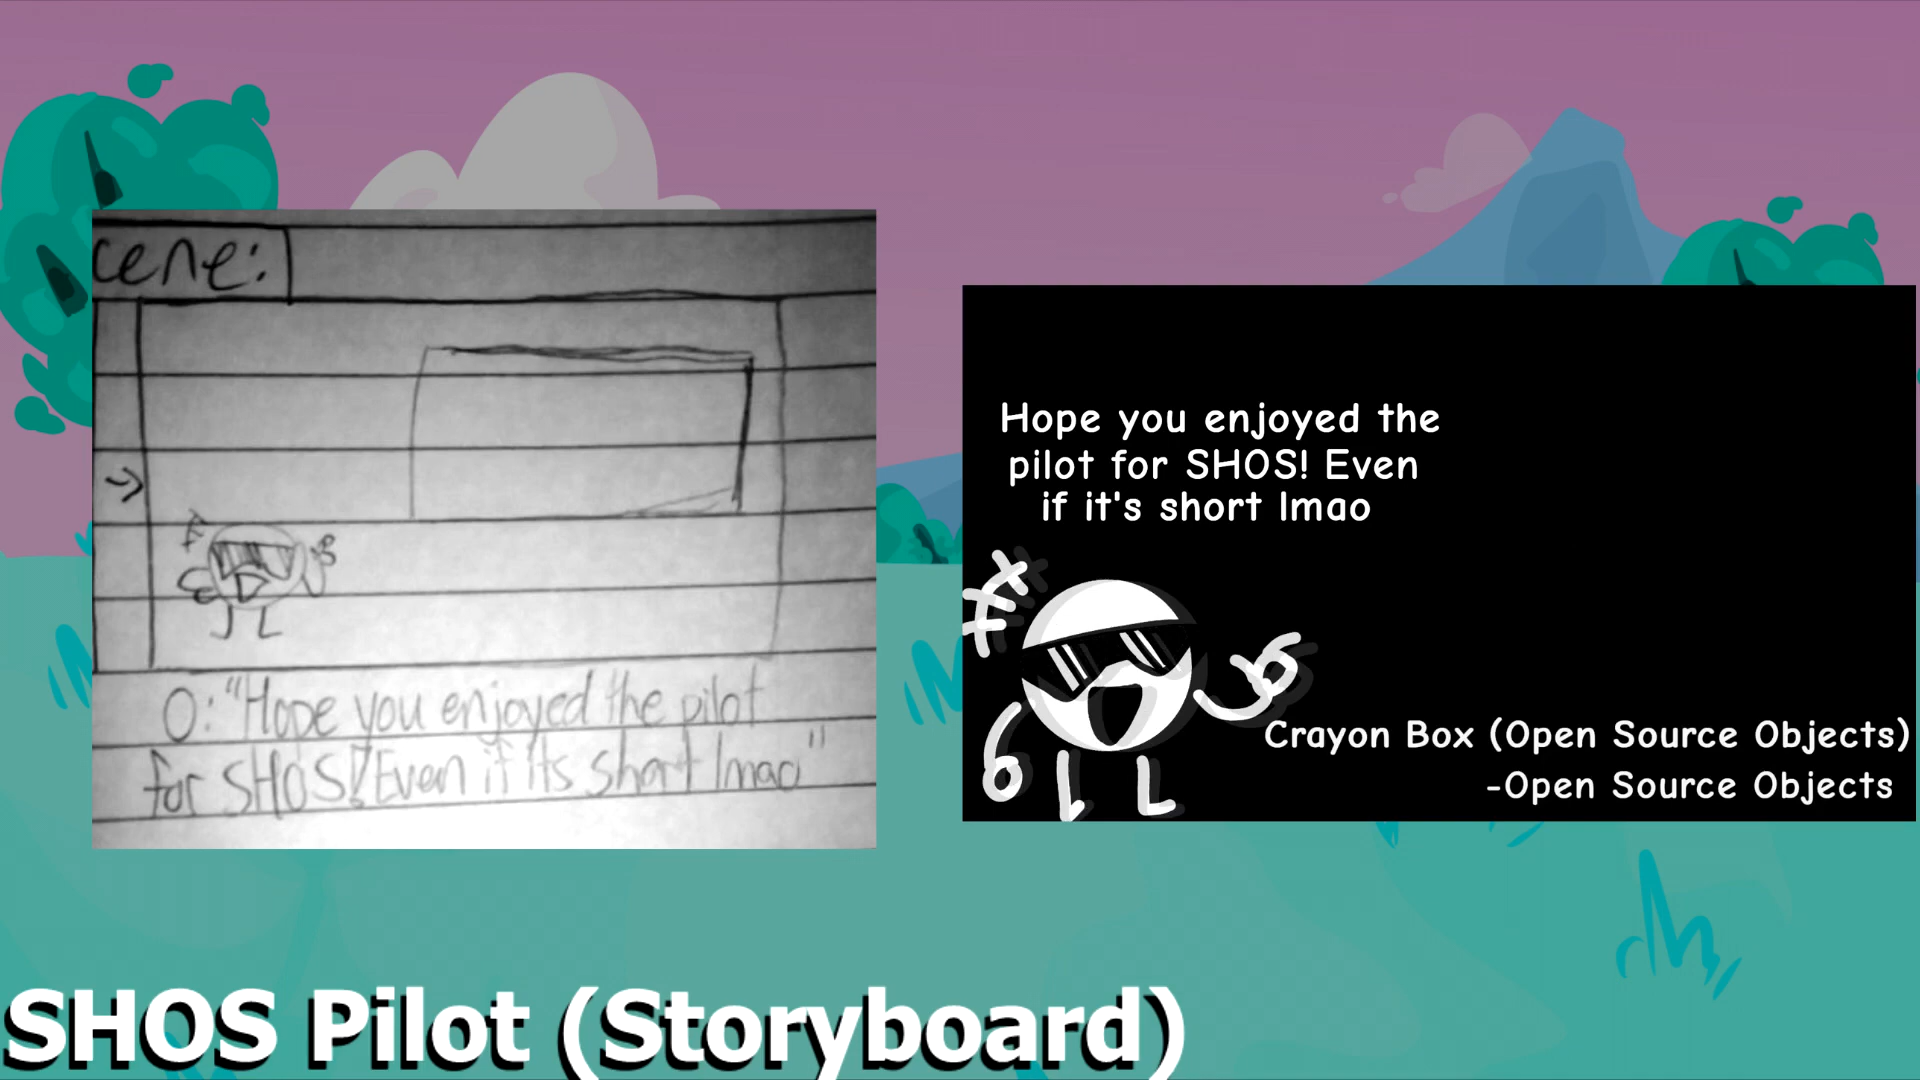 cene:
O: "Hope you enjoyed the pilot
for SHOS! Even if its short lmao"
Hope you enjoyed the
pilot for SHOS! Even
if it's short lmao
Crayon Box (Open Source Objects)
-Open Source Objects
SHOS Pilot (Storyboard)